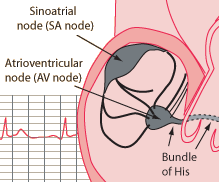 Sinoatrial
node (SA node)
Atrioventricular
node (AV node)
Bundle
of His